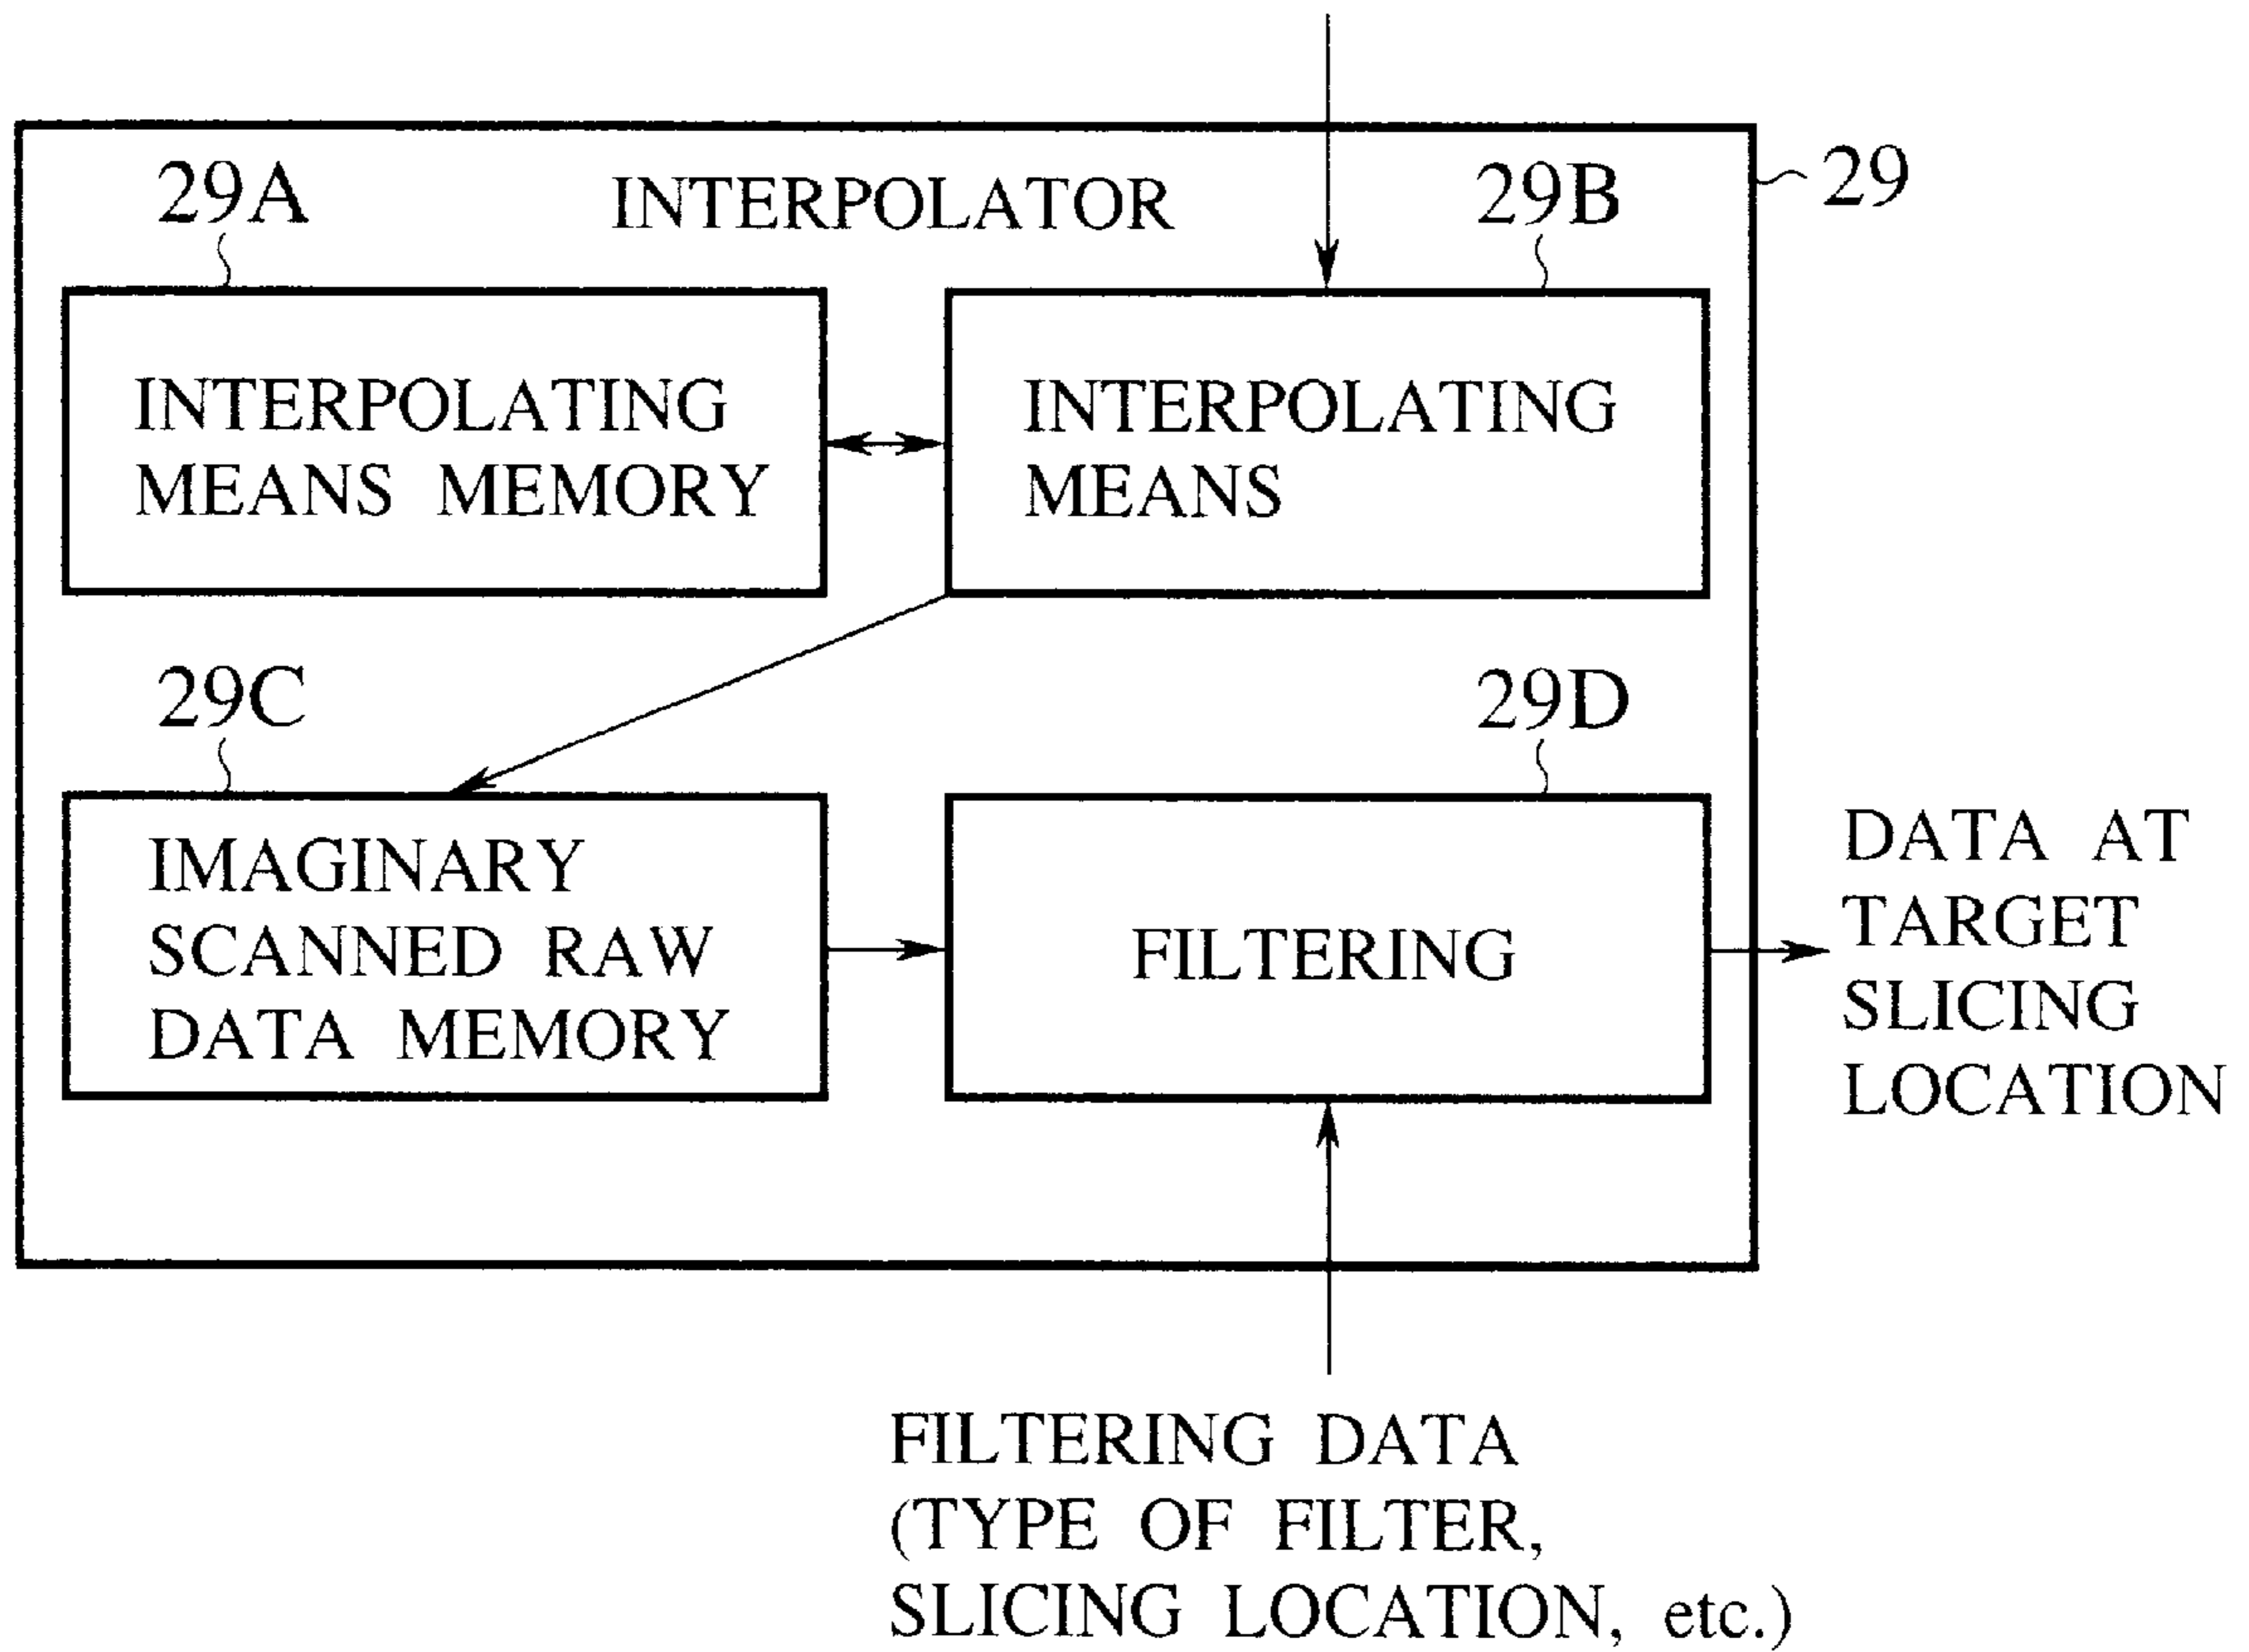 29A
INTERPOLATOR
29B
29
INTERPOLATING
MEANS MEMORY
INTERPOLATING
MEANS
29C
29D
IMAGINARY
SCANNED RAW
DATA MEMORY
FILTERING
DATA AT
TARGET
SLICING
LOCATION
FILTERING DATA
(TYPE OF FILTER,
SLICING LOCATION, etc.)